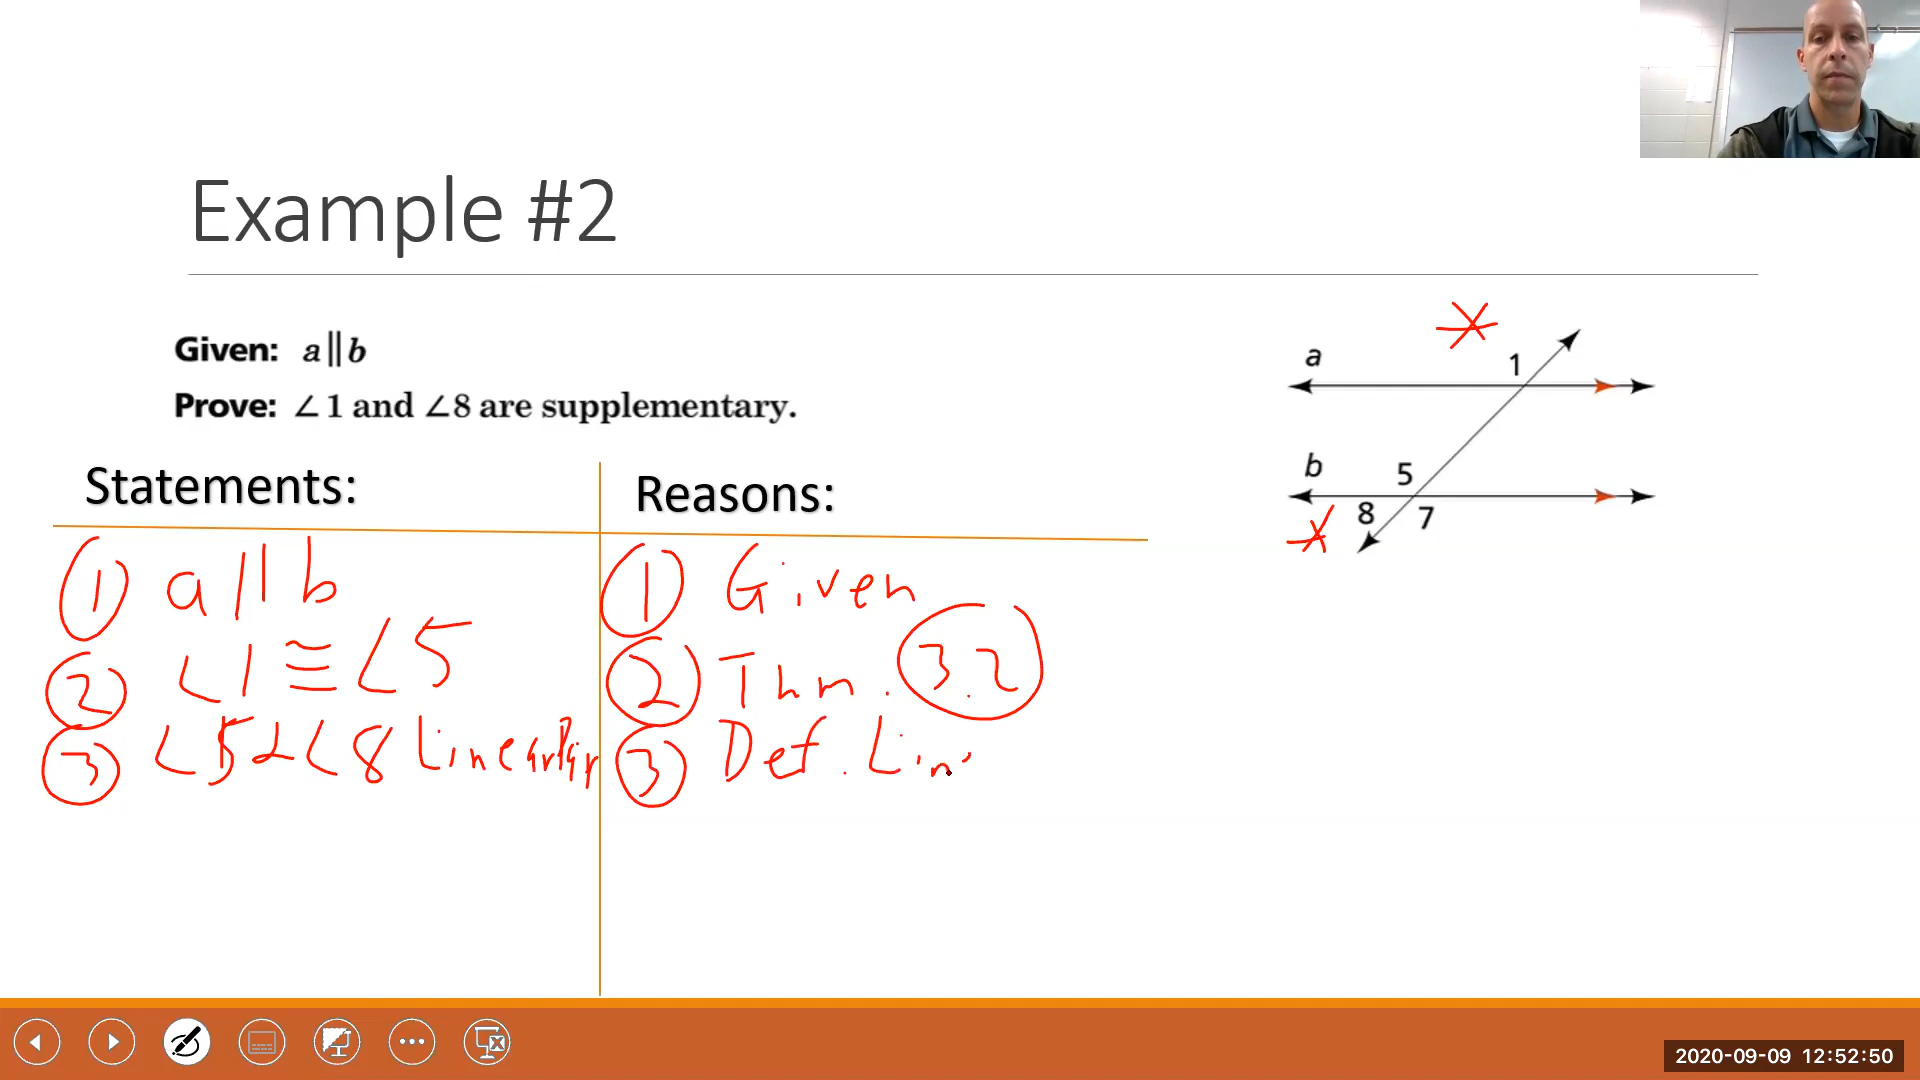 Example #2
Given: a || b
Prove: ∠1 and ∠8 are supplementary.
Statements:
Reasons:
① a || b
① Given
② ∠1 ≅ ∠5
② Thm. 3.2
③ ∠5 & ∠8 Linear Pair
③ Def. Lin
a
1
b
5
8
7
2020-09-09 12:52:50